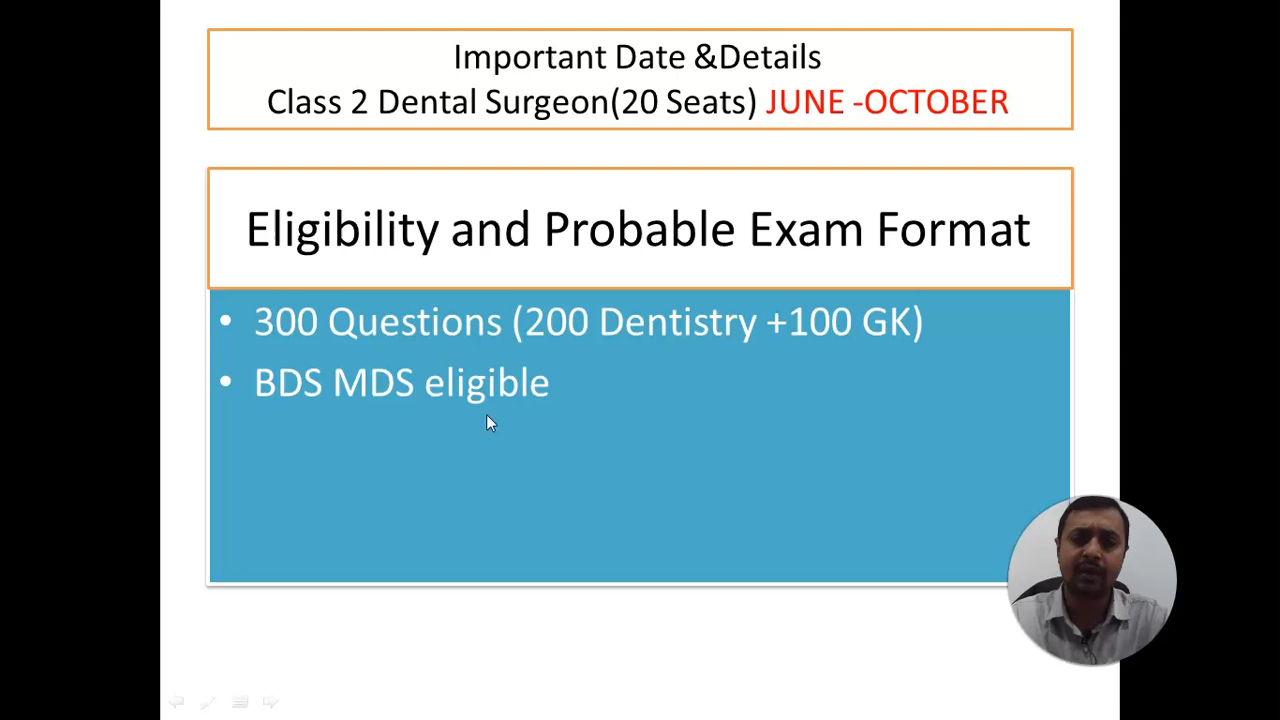 Important Date &Details
Class 2 Dental Surgeon(20 Seats) JUNE -OCTOBER
Eligibility and Probable Exam Format
• 300 Questions (200 Dentistry +100 GK)
• BDS MDS eligible